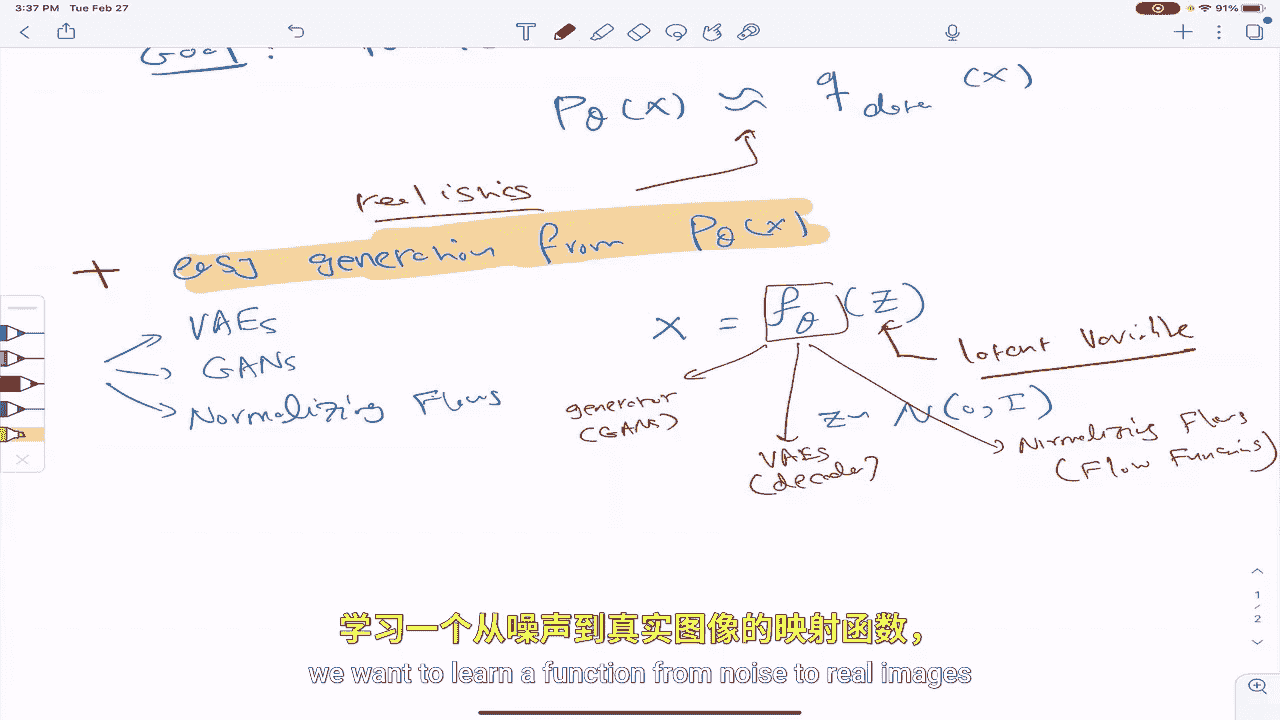 3:37 PM Tue Feb 27
91%
Goal :
Pθ (x) ≈ q data (x)
realistic
+ easy generation from Pθ(x)
VAEs
GANs
Normalizing Flows
x = fθ (z)
latent Variable
generator
(GANs)
z ~ N(0, I)
VAEs
(decoder)
Normalizing Flows
(Flow Functions)
1
/
2
学习一个从噪声到真实图像的映射函数，
we want to learn a function from noise to real images